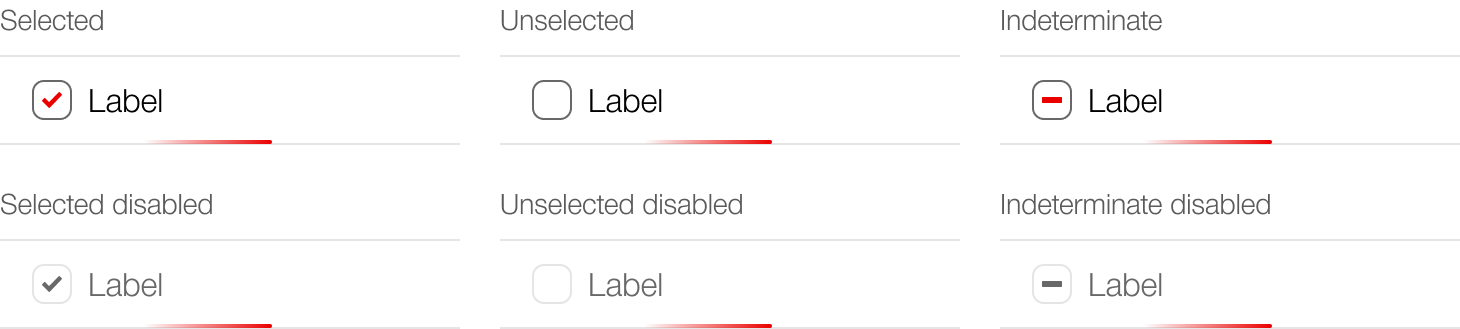 Selected
Unselected
Indeterminate
Label
Label
Label
Selected disabled
Unselected disabled
Indeterminate disabled
Label
Label
Label